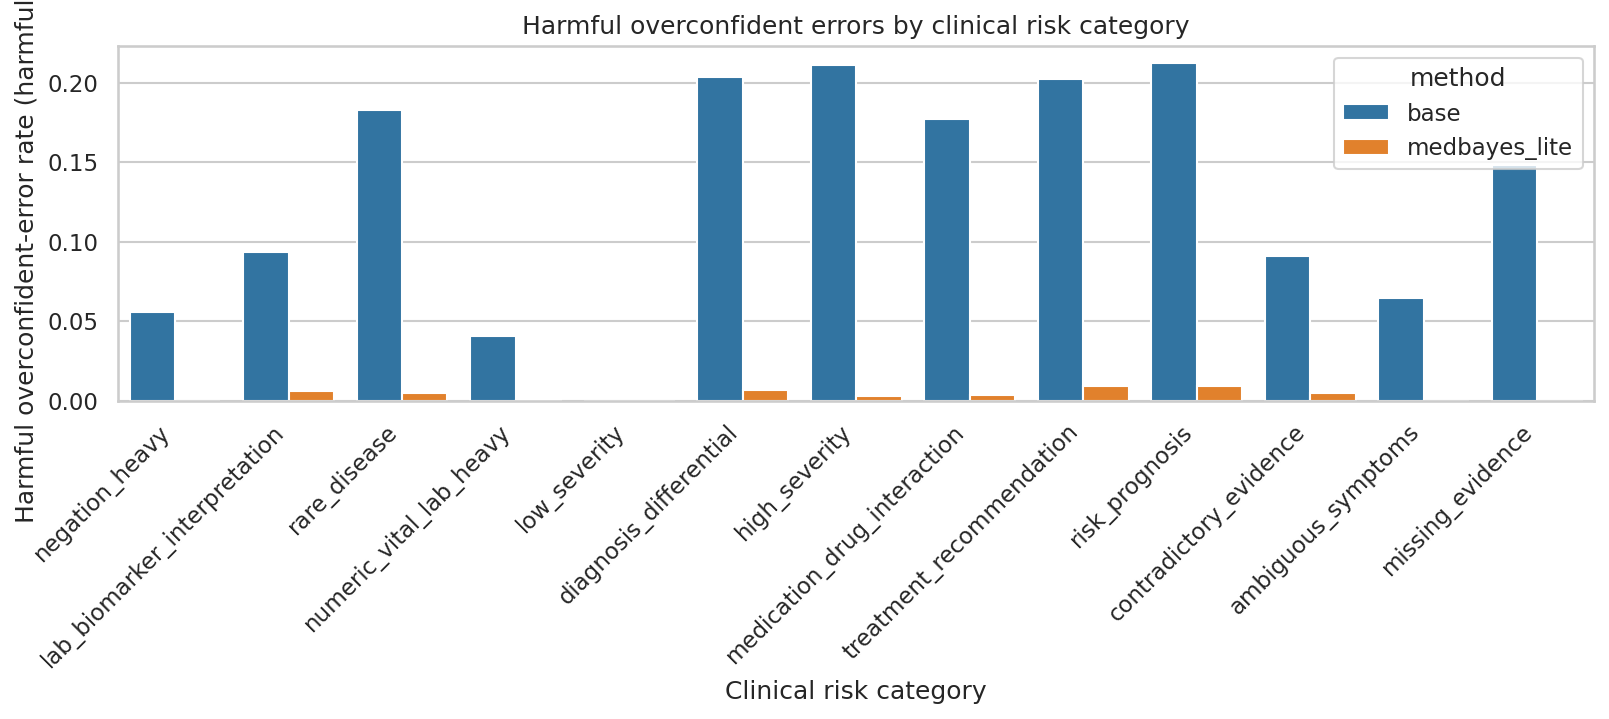 Harmful overconfident errors by clinical risk category
Harmful overconfident-error rate (harmful
0.20
0.15
0.10
0.05
0.00
method
base
medbayes_lite
negation_heavy
lab_biomarker_interpretation
rare_disease
numeric_vital_lab_heavy
low_severity
diagnosis_differential
high_severity
medication_drug_interaction
treatment_recommendation
risk_prognosis
contradictory_evidence
ambiguous_symptoms
missing_evidence
Clinical risk category